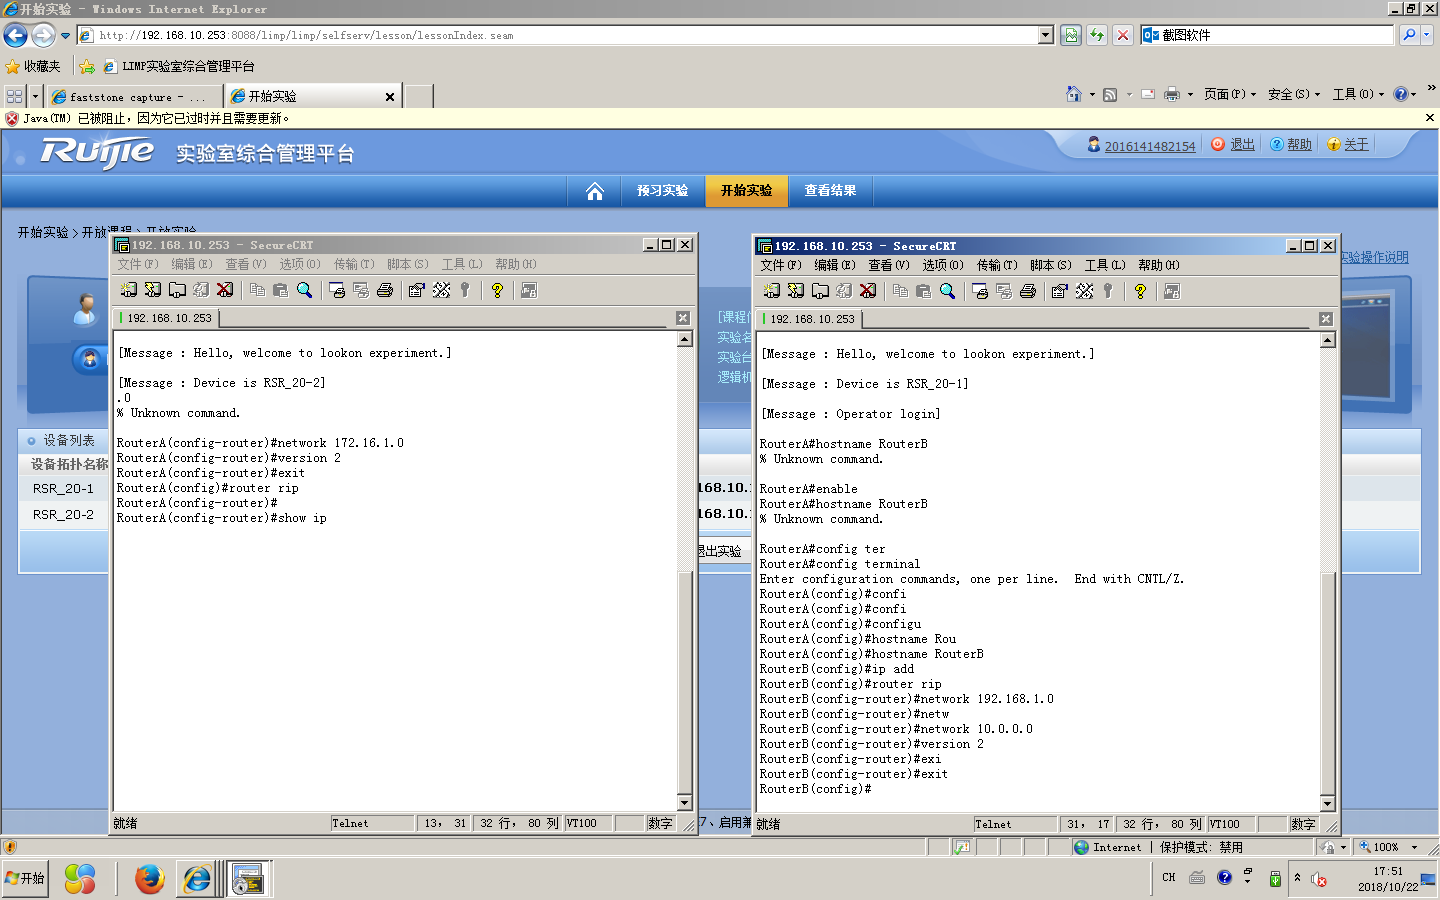 开始实验 - Windows Internet Explorer
http://192.168.10.253:8088/limp/limp/selfserv/lesson/lessonIndex.seam
截图软件
收藏夹
LIMP实验室综合管理平台
faststone capture - ...
开始实验
页面(P)
安全(S)
工具(O)
Java(TM) 已被阻止，因为它已过时并且需要更新。
Ruijie 实验室综合管理平台
2016141482154
退出
帮助
关于
预习实验
开始实验
查看结果
开始实验 > 开放课程 > 开放实验
实验操作说明
[课程
实验名
实验台
逻辑机
设备列表
设备拓扑名称
RSR_20-1
RSR_20-2
168.10.
168.10.
退出实验
7、启用兼
192.168.10.253 - SecureCRT
文件(F) 编辑(E) 查看(V) 选项(O) 传输(T) 脚本(S) 工具(L) 帮助(H)
192.168.10.253
[Message : Hello, welcome to lookon experiment.]
[Message : Device is RSR_20-2]
.0
% Unknown command.
RouterA(config-router)#network 172.16.1.0
RouterA(config-router)#version 2
RouterA(config-router)#exit
RouterA(config)#router rip
RouterA(config-router)#
RouterA(config-router)#show ip
就绪
Telnet
13, 31
32 行, 80 列
VT100
数字
192.168.10.253 - SecureCRT
文件(F) 编辑(E) 查看(V) 选项(O) 传输(T) 脚本(S) 工具(L) 帮助(H)
192.168.10.253
[Message : Hello, welcome to lookon experiment.]
[Message : Device is RSR_20-1]
[Message : Operator login]
RouterA#hostname RouterB
% Unknown command.
RouterA#enable
RouterA#hostname RouterB
% Unknown command.
RouterA#config ter
RouterA#config terminal
Enter configuration commands, one per line.  End with CNTL/Z.
RouterA(config)#confi
RouterA(config)#confi
RouterA(config)#configu
RouterA(config)#hostname Rou
RouterA(config)#hostname RouterB
RouterB(config)#ip add
RouterB(config)#router rip
RouterB(config-router)#network 192.168.1.0
RouterB(config-router)#netw
RouterB(config-router)#network 10.0.0.0
RouterB(config-router)#version 2
RouterB(config-router)#exi
RouterB(config-router)#exit
RouterB(config)#
就绪
Telnet
31, 17
32 行, 80 列
VT100
数字
Internet | 保护模式: 禁用
100%
开始
CH
17:51
2018/10/22